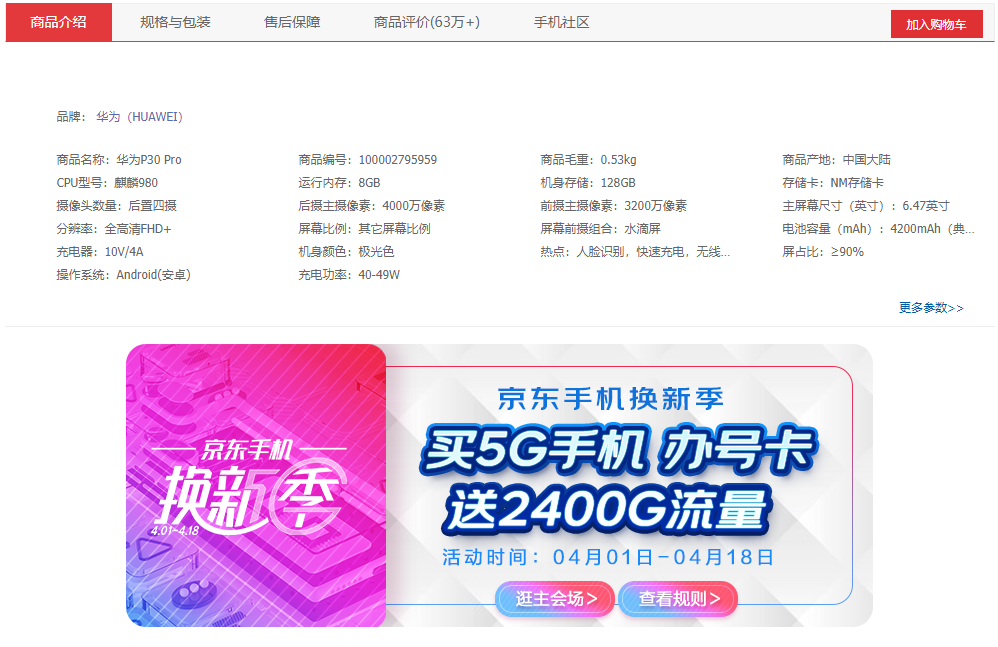 商品介绍 规格与包装 售后保障 商品评价(63万+) 手机社区 加入购物车
品牌： 华为（HUAWEI）
商品名称：华为P30 Pro 商品编号：100002795959 商品毛重：0.53kg 商品产地：中国大陆
CPU型号：麒麟980 运行内存：8GB 机身存储：128GB 存储卡：NM存储卡
摄像头数量：后置四摄 后摄主摄像素：4000万像素 前摄主摄像素：3200万像素 主屏幕尺寸（英寸）：6.47英寸
分辨率：全高清FHD+ 屏幕比例：其它屏幕比例 屏幕前摄组合：水滴屏 电池容量（mAh）：4200mAh（典...
充电器：10V/4A 机身颜色：极光色 热点：人脸识别，快速充电，无线... 屏占比：≥90%
操作系统：Android(安卓) 充电功率：40-49W
更多参数>>
京东手机
换新季
5G
4.01-4.18
京东手机换新季
买5G手机 办号卡
送2400G流量
活动时间：04月01日-04月18日
逛主会场> 查看规则>